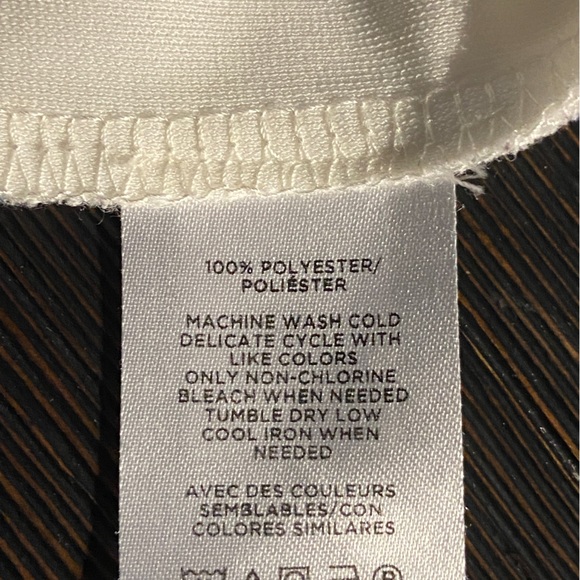 100% POLYESTER/
POLIÉSTER
MACHINE WASH COLD
DELICATE CYCLE WITH
LIKE COLORS
ONLY NON-CHLORINE
BLEACH WHEN NEEDED
TUMBLE DRY LOW
COOL IRON WHEN
NEEDED
AVEC DES COULEURS
SEMBLABLES/CON
COLORES SIMILARES